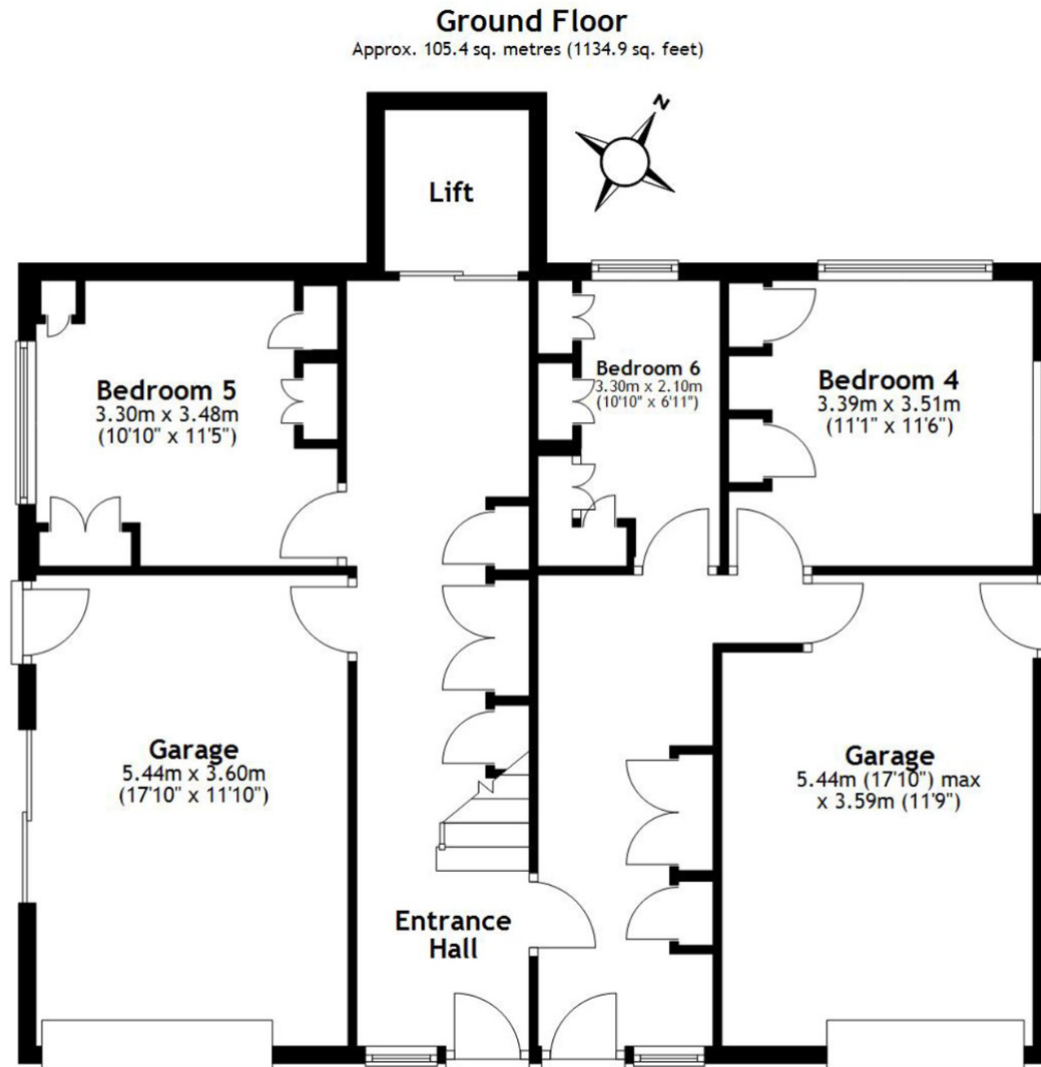 Ground Floor
Approx. 105.4 sq. metres (1134.9 sq. feet)
N
Lift
Bedroom 5
3.30m x 3.48m
(10'10" x 11'5")
Bedroom 6
3.30m x 2.10m
(10'10" x 6'11")
Bedroom 4
3.39m x 3.51m
(11'1" x 11'6")
Garage
5.44m x 3.60m
(17'10" x 11'10")
Garage
5.44m (17'10") max
x 3.59m (11'9")
Entrance
Hall